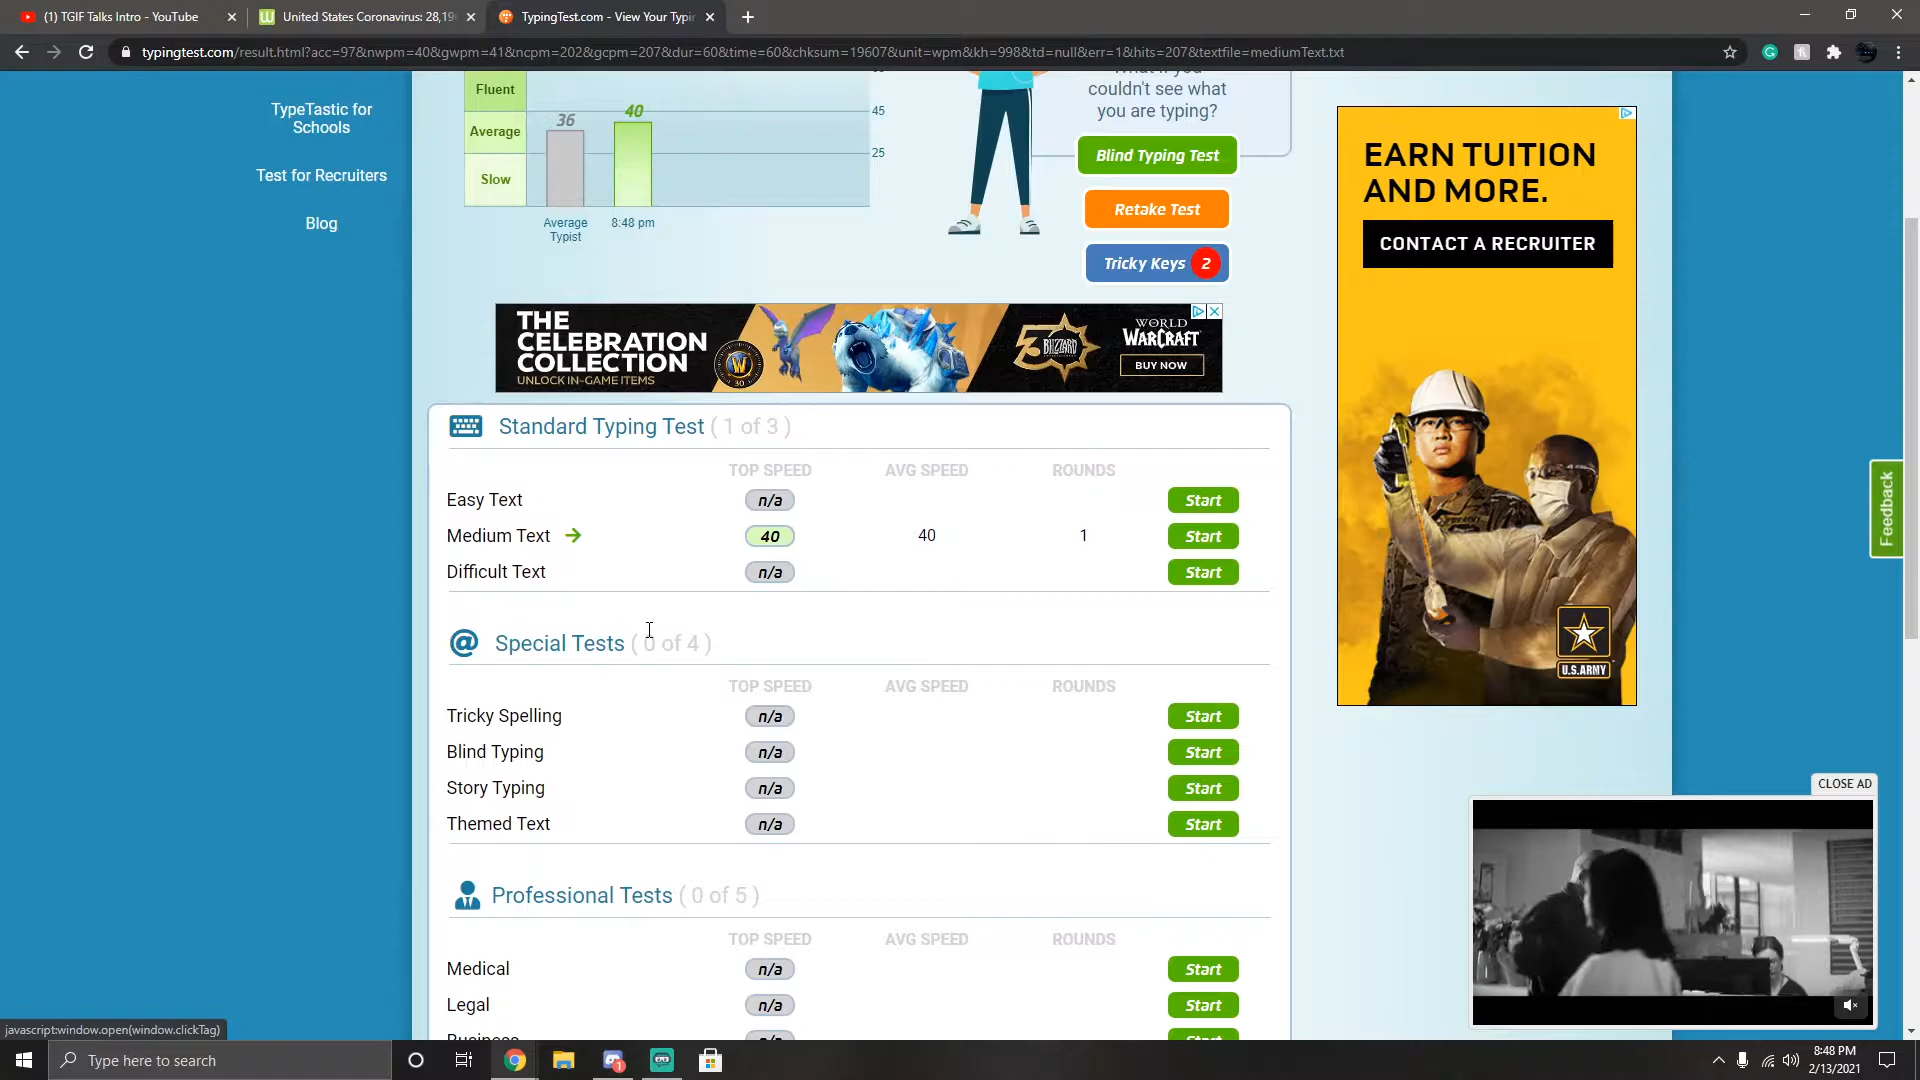 (1) TGIF Talks Intro - YouTube
United States Coronavirus: 28,19
TypingTest.com - View Your Typin
typingtest.com/result.html?acc=97&nwpm=40&gwpm=41&ncpm=202&gcpm=207&dur=60&time=60&chksum=19607&unit=wpm&kh=998&td=null&err=1&hits=207&textfile=mediumText.txt
TypeTastic for
Schools
Test for Recruiters
Blog
Fluent
Average
Slow
36
40
45
25
Average
Typist
8:48 pm
What if you
couldn't see what
you are typing?
Blind Typing Test
Retake Test
Tricky Keys 2
THE
CELEBRATION
COLLECTION
UNLOCK IN-GAME ITEMS
W
30
BLIZZARD
WORLD
WARCRAFT
BUY NOW
EARN TUITION
AND MORE.
CONTACT A RECRUITER
U.S.ARMY
Standard Typing Test ( 1 of 3 )
TOP SPEED AVG SPEED ROUNDS
Easy Text n/a Start
Medium Text 40 40 1 Start
Difficult Text n/a Start
Special Tests ( 0 of 4 )
TOP SPEED AVG SPEED ROUNDS
Tricky Spelling n/a Start
Blind Typing n/a Start
Story Typing n/a Start
Themed Text n/a Start
Professional Tests ( 0 of 5 )
TOP SPEED AVG SPEED ROUNDS
Medical n/a Start
Legal n/a Start
Feedback
CLOSE AD
javascript:window.open(window.clickTag)
Type here to search
1
8:48 PM
2/13/2021